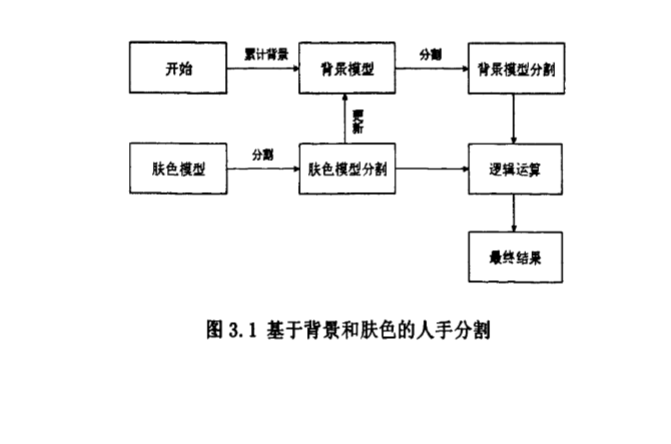 开始
累计背景
背景模型
分割
背景模型分割
更新
肤色模型
分割
肤色模型分割
逻辑运算
最终结果
图 3.1 基于背景和肤色的人手分割